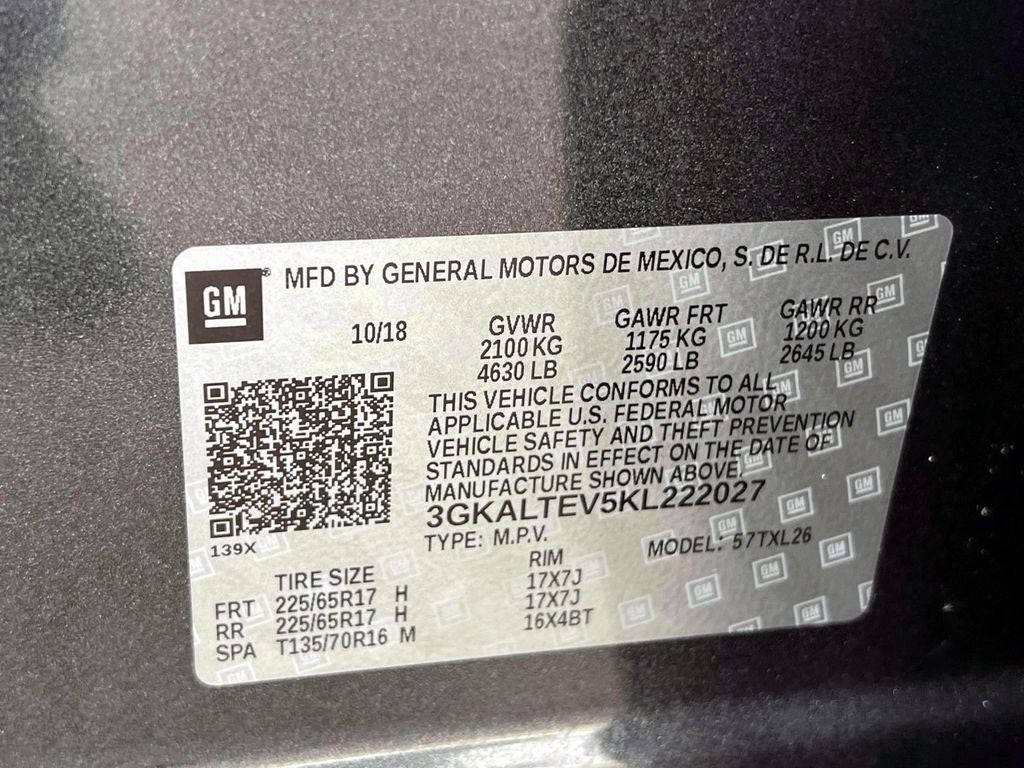 GM
MFD BY GENERAL MOTORS DE MEXICO, S. DE R.L. DE C.V.
10/18
GVWR
2100 KG
4630 LB
GAWR FRT
1175 KG
2590 LB
GAWR RR
1200 KG
2645 LB
THIS VEHICLE CONFORMS TO ALL
APPLICABLE U.S. FEDERAL MOTOR
VEHICLE SAFETY AND THEFT PREVENTION
STANDARDS IN EFFECT ON THE DATE OF
MANUFACTURE SHOWN ABOVE.
3GKALTEV5KL222027
TYPE: M.P.V. MODEL: 57TXL26
139X
TIRE SIZE RIM
FRT 225/65R17 H 17X7J
RR 225/65R17 H 17X7J
SPA T135/70R16 M 16X4BT